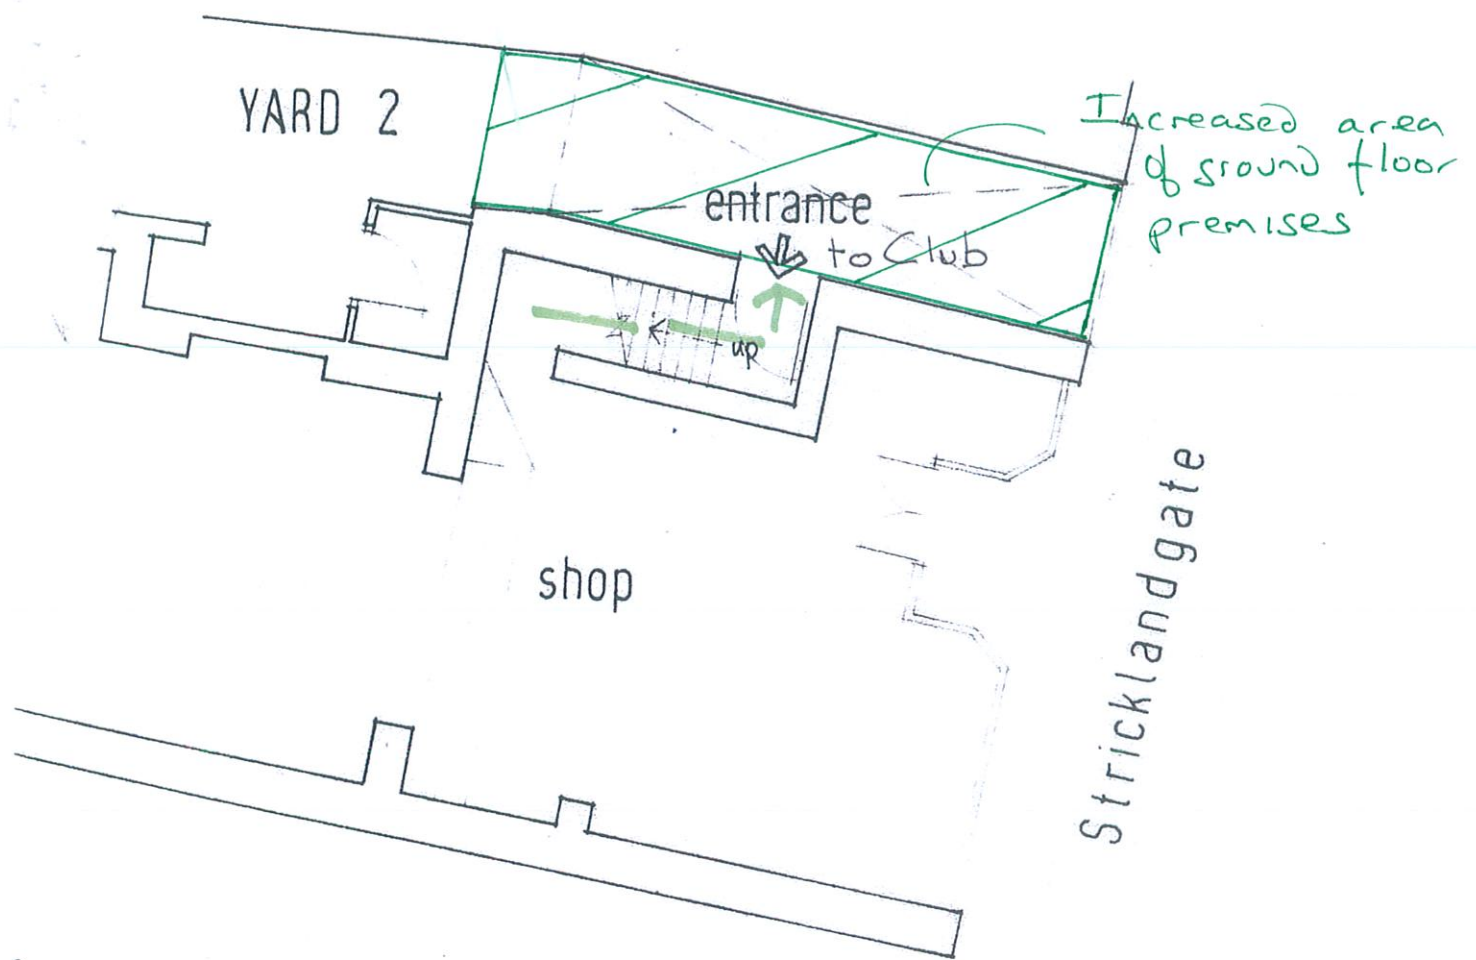 YARD 2
Increased area
of ground floor
premises
entrance
to Club
up
shop
Stricklandgate